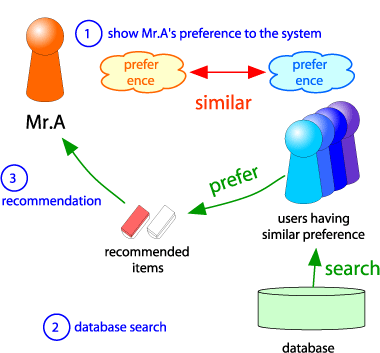 1 show Mr.A's preference to the system
prefer
ence
prefer
ence
similar
Mr.A
3
recommendation
prefer
users having
similar preference
recommended
items
search
2 database search
database